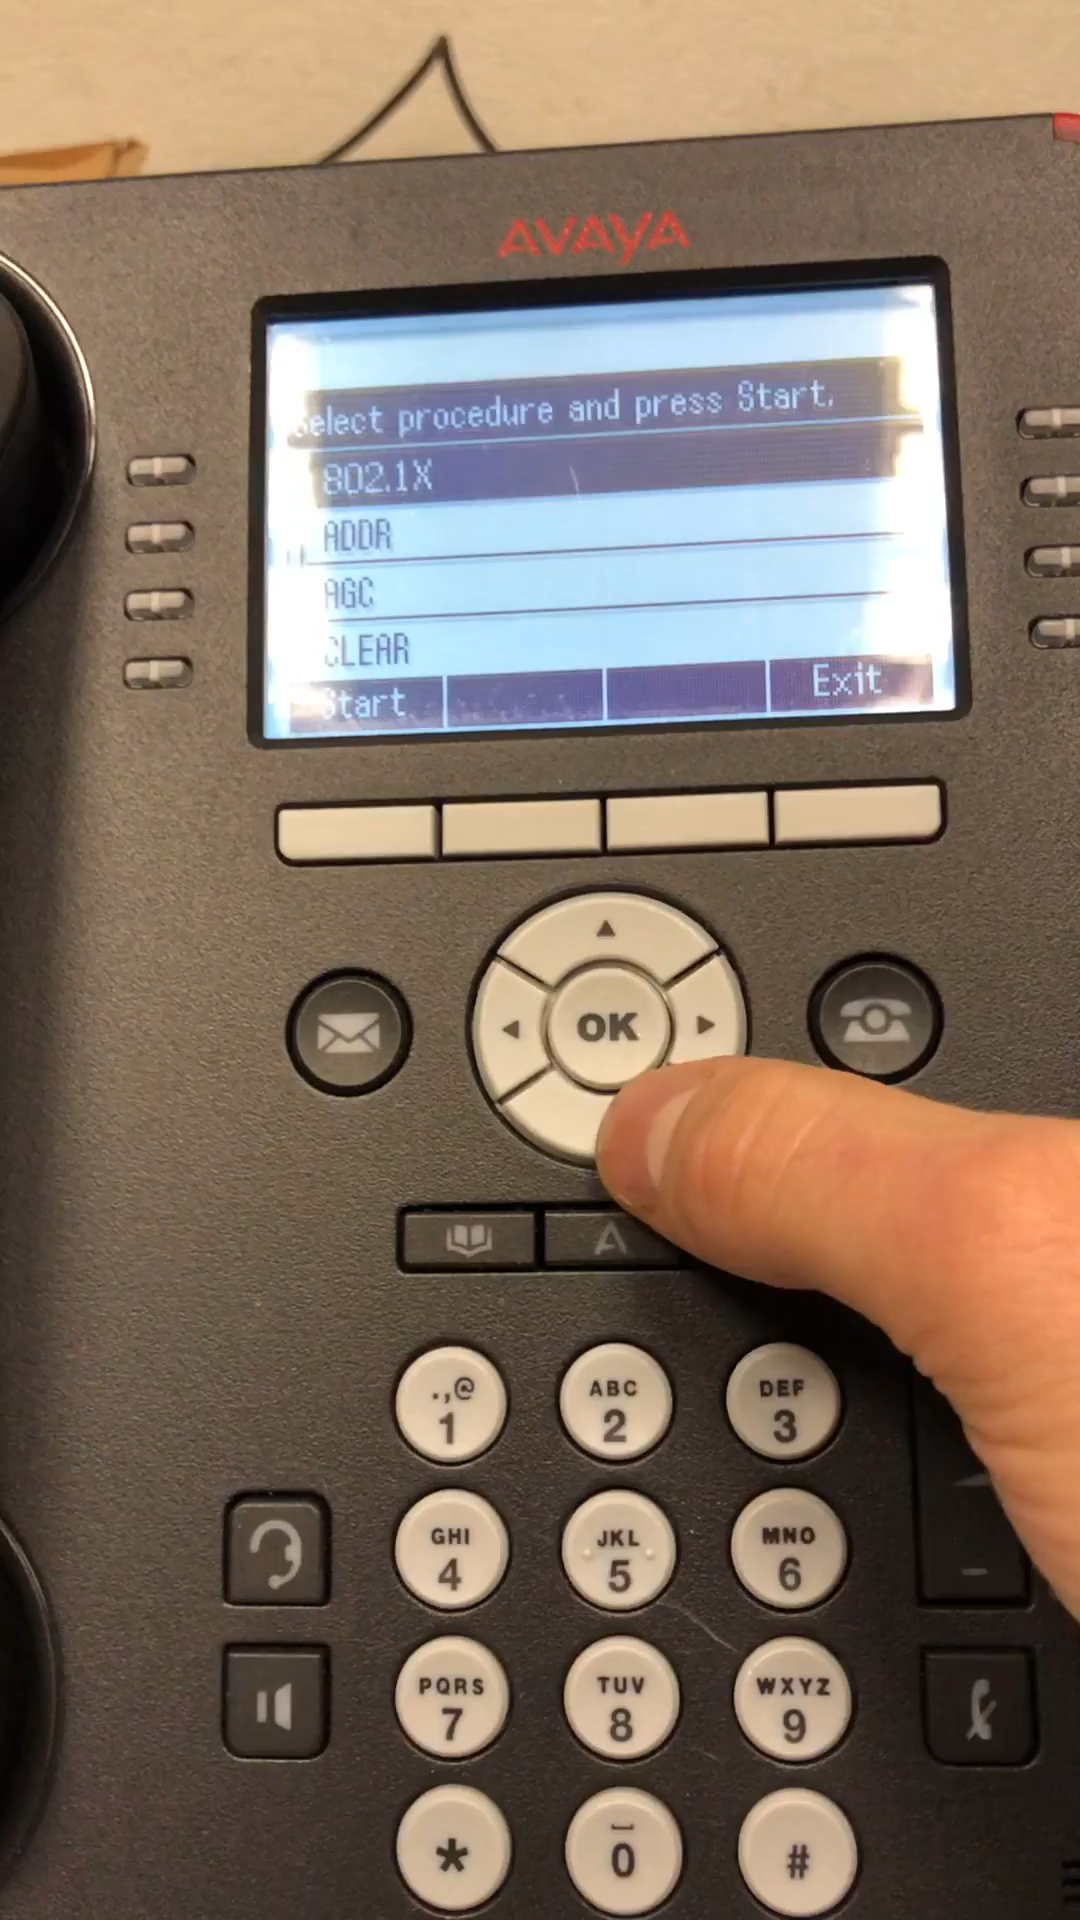 AVAYA
Select procedure and press Start.
802.1X
ADDR
AGC
CLEAR
Start Exit
OK
.,@ ABC DEF
1 2 3
GHI JKL MNO
4 5 6
PQRS TUV WXYZ
7 8 9
* 0 #